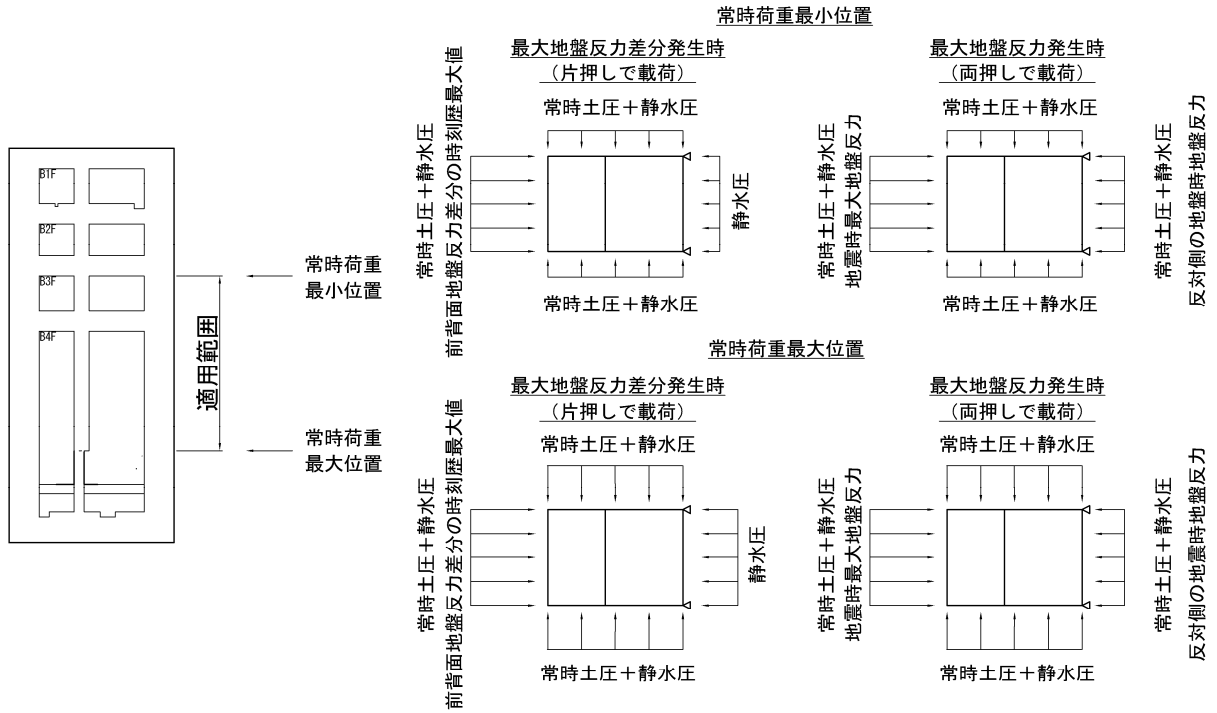 常時荷重最小位置
最大地盤反力差分発生時
（片押しで載荷）
常時土圧＋静水圧
常時土圧＋静水圧
前背面地盤反力差分の時刻歴最大値
静水圧
常時土圧＋静水圧
最大地盤反力発生時
（両押しで載荷）
常時土圧＋静水圧
常時土圧＋静水圧
地震時最大地盤反力
常時土圧＋静水圧
反対側の地盤時地盤反力
常時土圧＋静水圧
B1F
B2F
B3F
B4F
適用範囲
常時荷重
最小位置
常時荷重
最大位置
常時荷重最大位置
最大地盤反力差分発生時
（片押しで載荷）
常時土圧＋静水圧
常時土圧＋静水圧
前背面地盤反力差分の時刻歴最大値
静水圧
常時土圧＋静水圧
最大地盤反力発生時
（両押しで載荷）
常時土圧＋静水圧
常時土圧＋静水圧
地震時最大地盤反力
常時土圧＋静水圧
反対側の地震時地盤反力
常時土圧＋静水圧